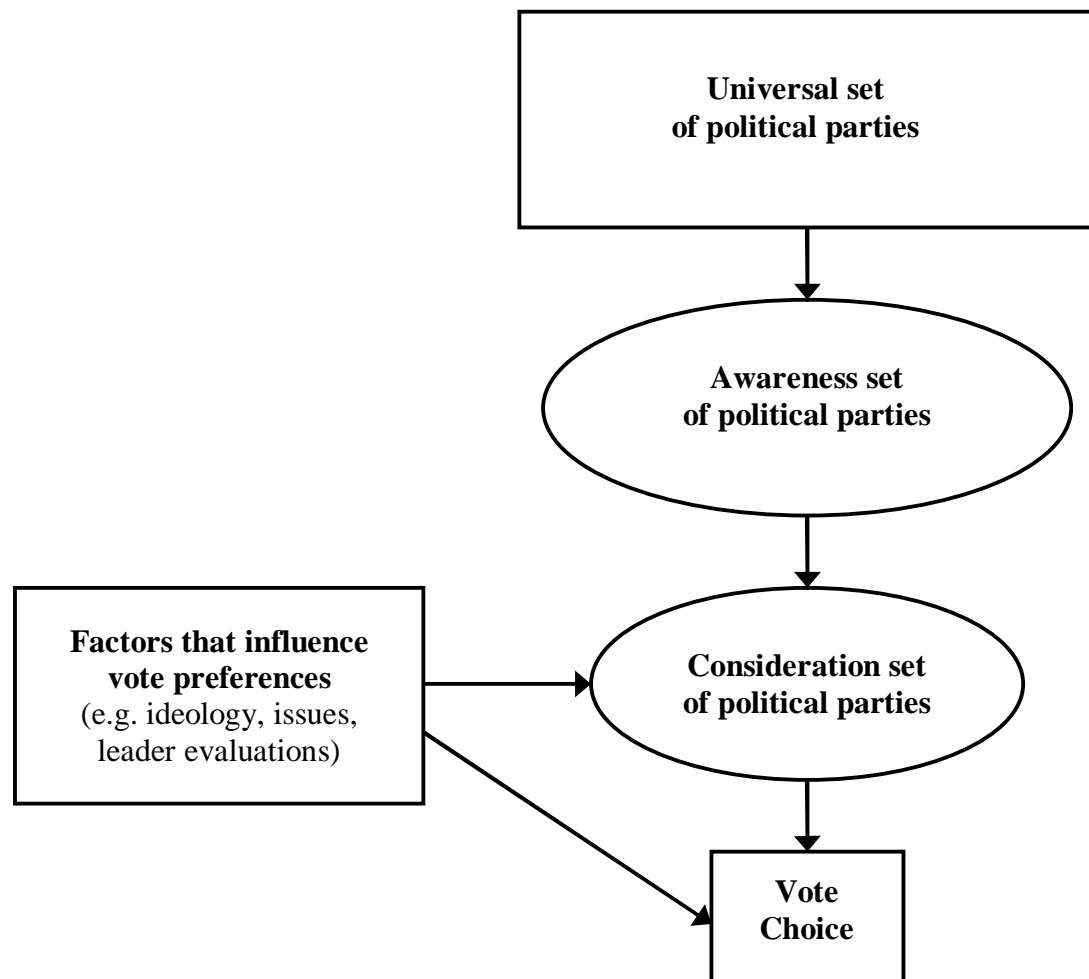 Universal set
of political parties
Awareness set
of political parties
Factors that influence
vote preferences
(e.g. ideology, issues,
leader evaluations)
Consideration set
of political parties
Vote
Choice